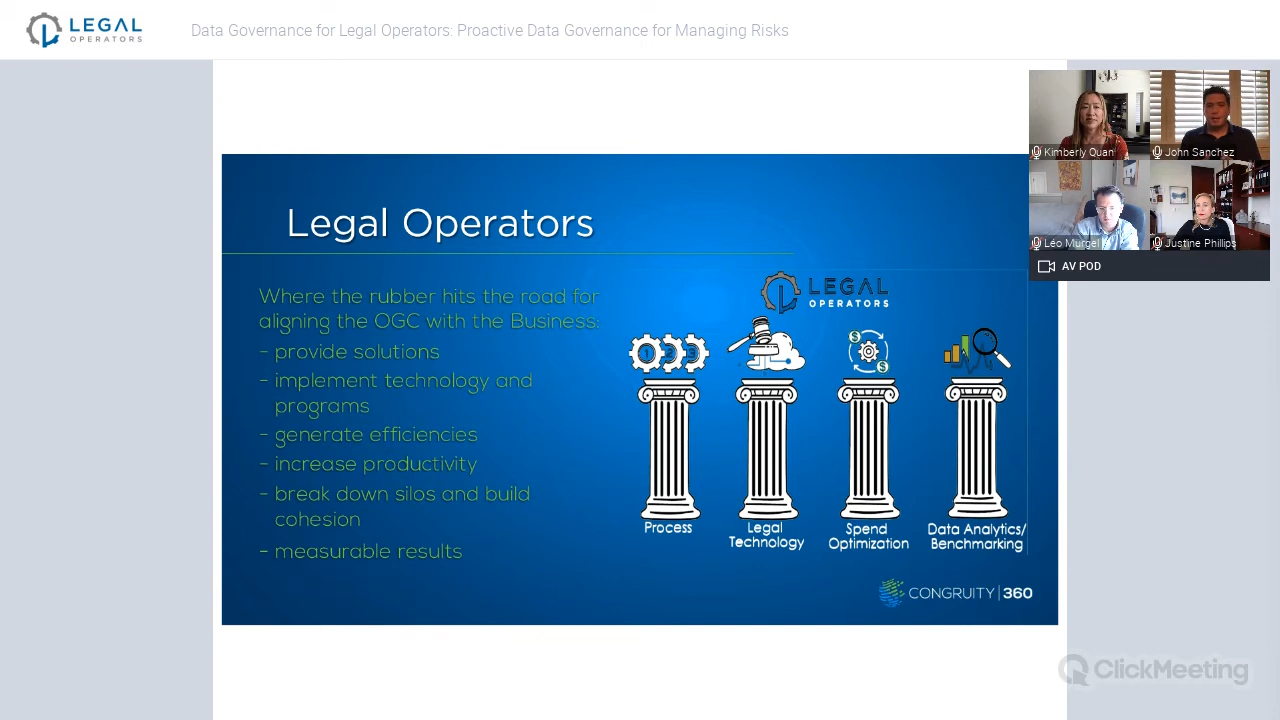 LEGAL
OPERATORS
Data Governance for Legal Operators: Proactive Data Governance for Managing Risks
Kimberly Quan
John Sanchez
Léo Murgel
Justine Phillips
AV POD
Legal Operators
Where the rubber hits the road for
aligning the OGC with the Business:
- provide solutions
- implement technology and
programs
- generate efficiencies
- increase productivity
- break down silos and build
cohesion
- measurable results
LEGAL
OPERATORS
1 2 3
$
$
Process
Legal
Technology
Spend
Optimization
Data Analytics/
Benchmarking
CONGRUITY|360
ClickMeeting